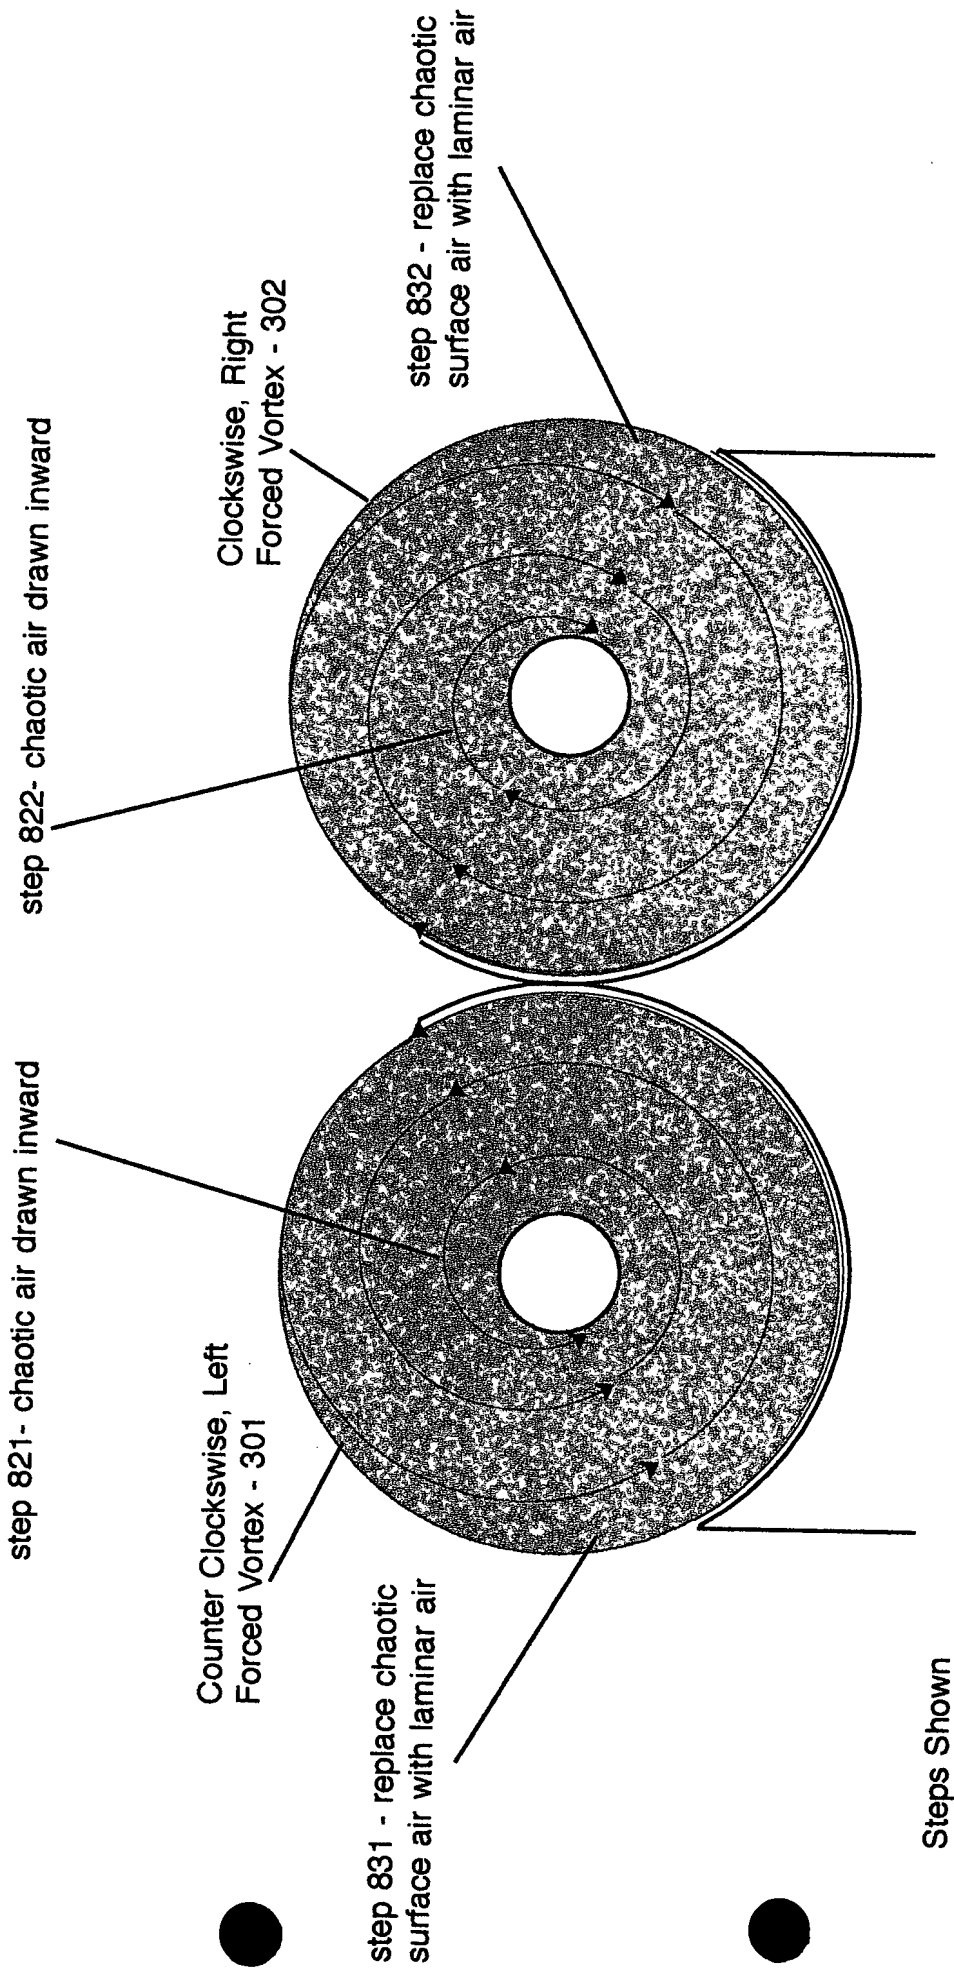 step 821- chaotic air drawn inward
step 822- chaotic air drawn inward
Counter Clockswise, Left
Forced Vortex - 301
Clockswise, Right
Forced Vortex - 302
step 831 - replace chaotic
surface air with laminar air
step 832 - replace chaotic
surface air with laminar air
Steps Shown